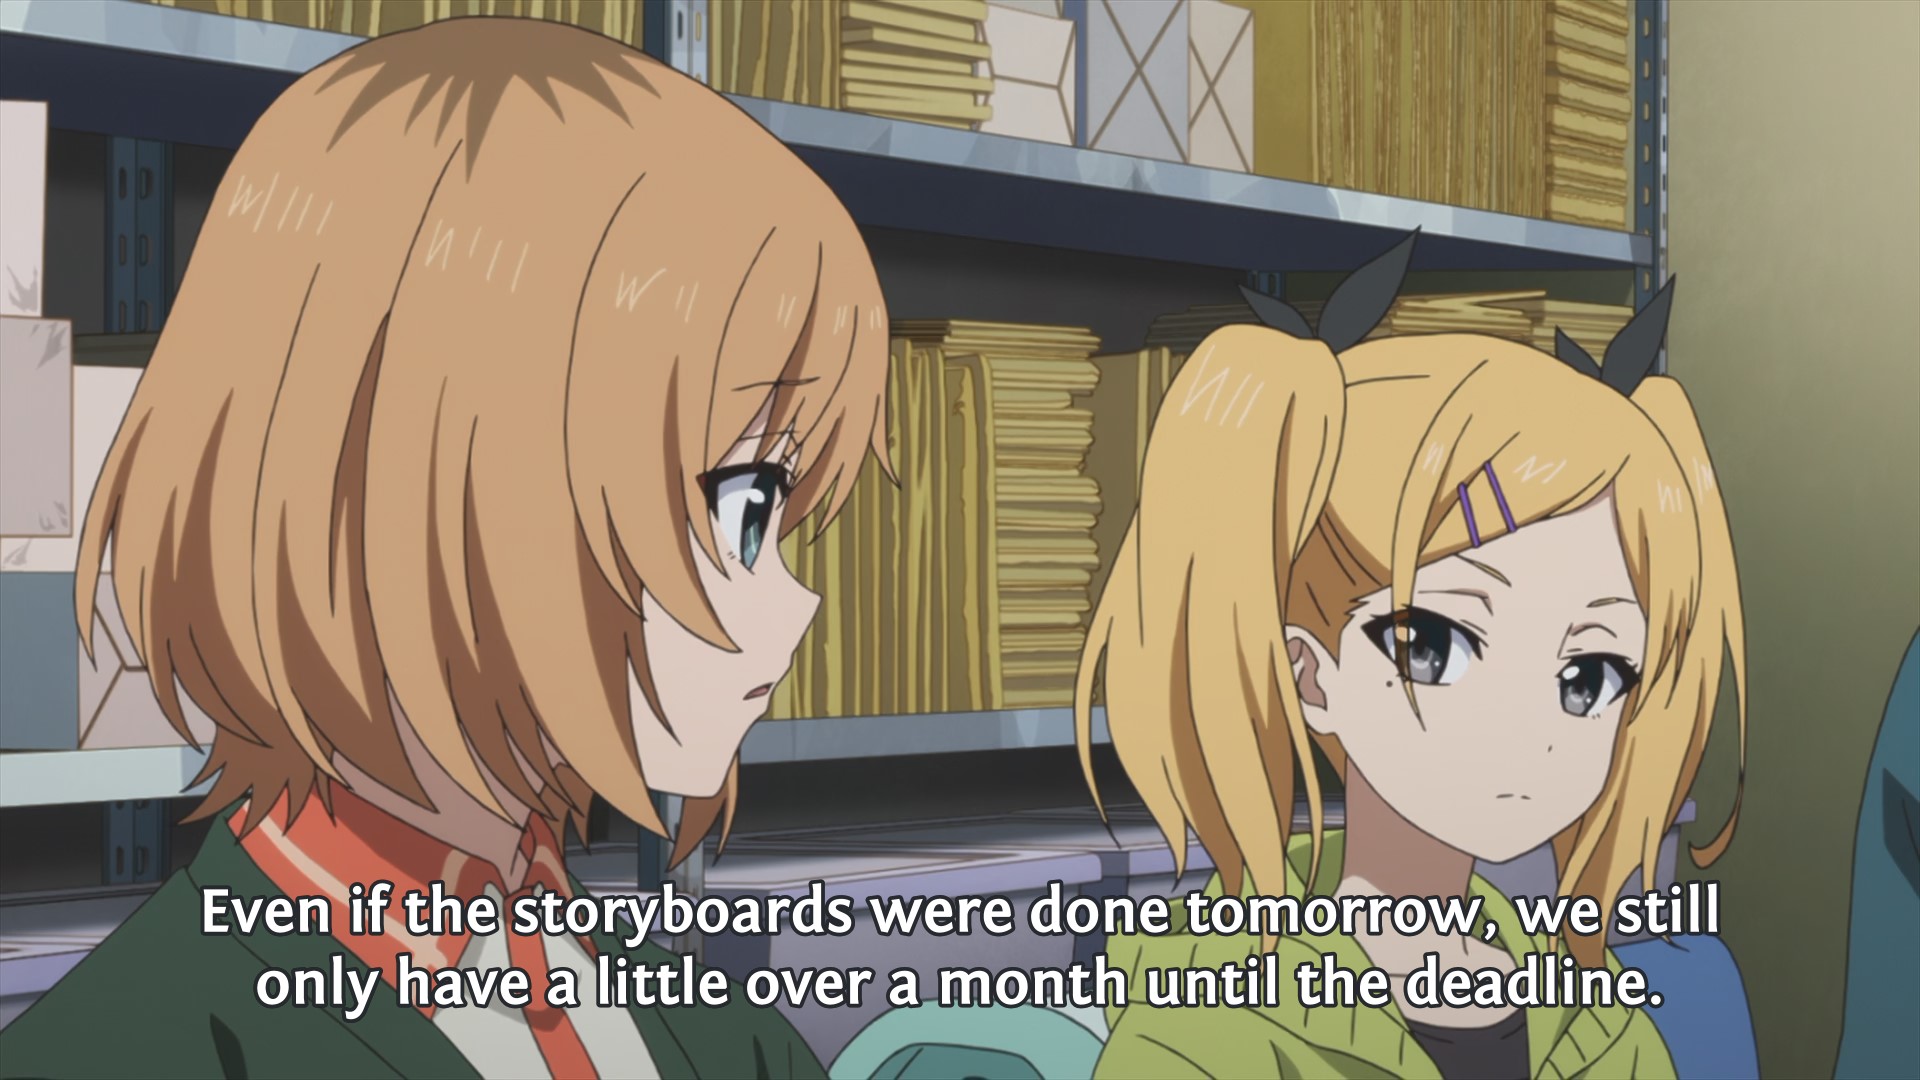 Even if the storyboards were done tomorrow, we still
only have a little over a month until the deadline.